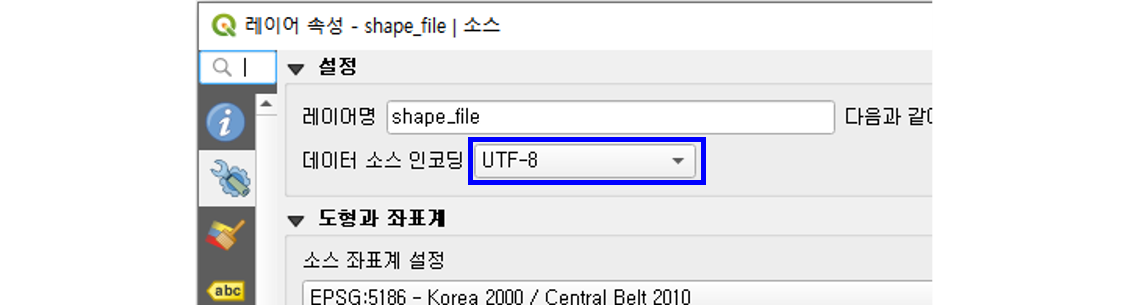 레이어 속성 - shape_file | 소스
설정
레이어명 shape_file 다음과 같이
데이터 소스 인코딩 UTF-8
도형과 좌표계
소스 좌표계 설정
abc
EPSG:5186 - Korea 2000 / Central Belt 2010